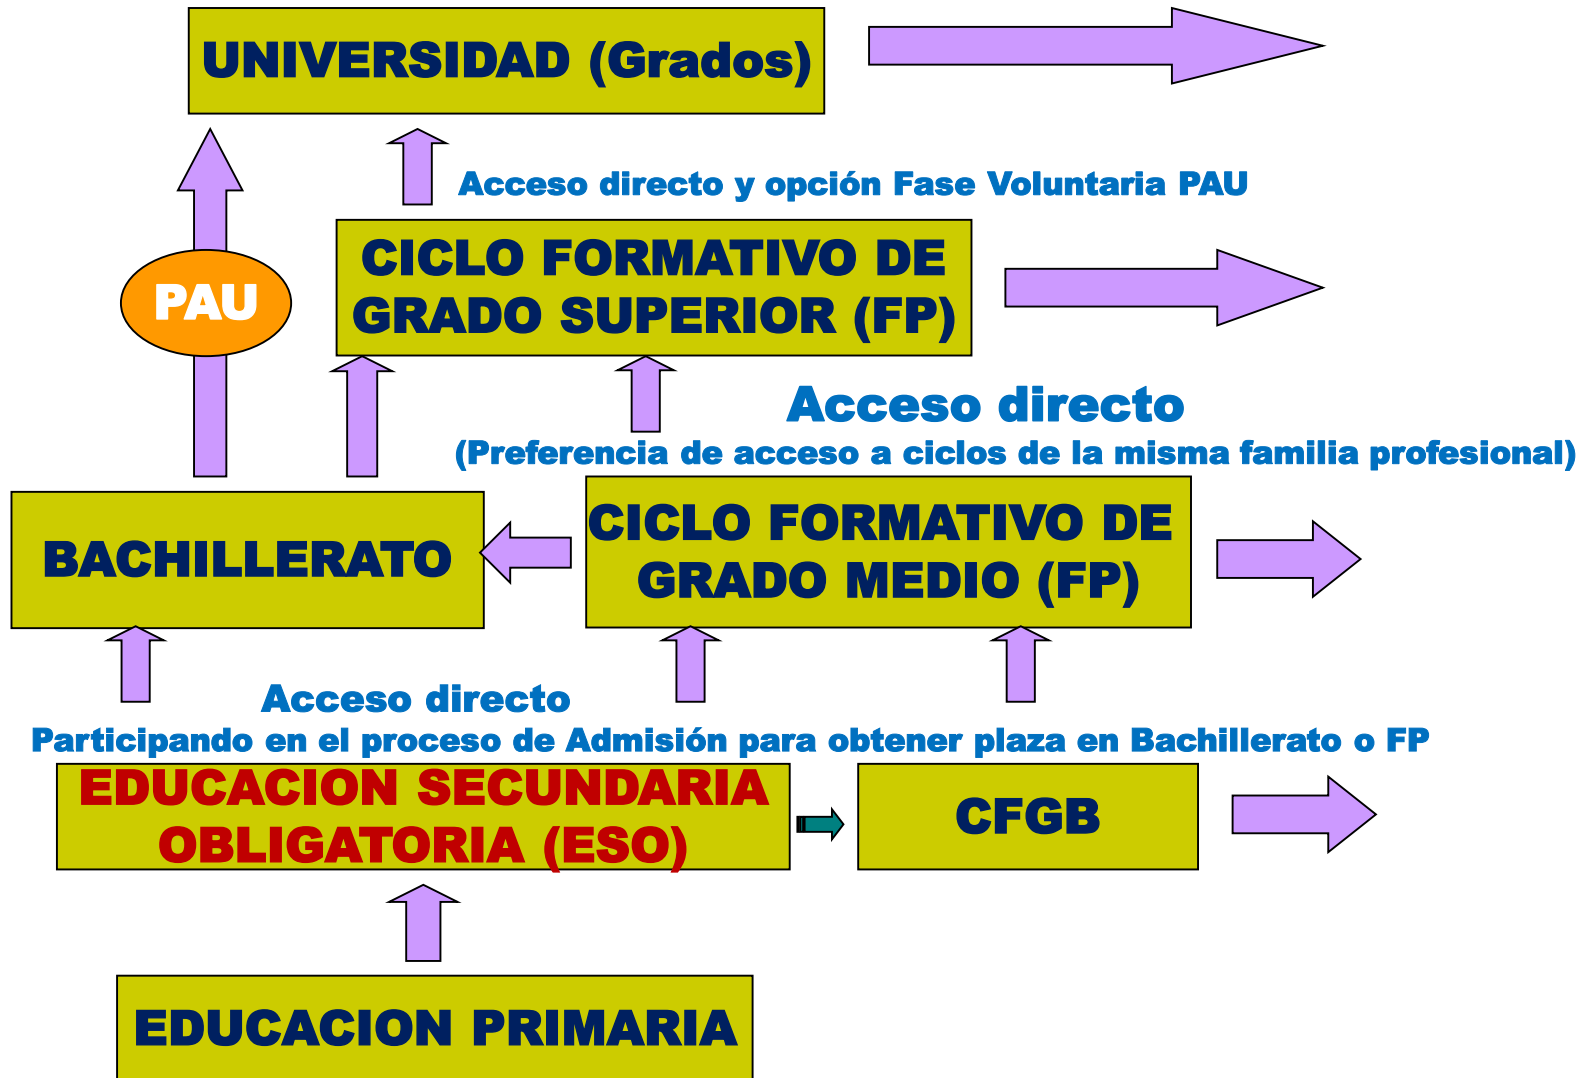 UNIVERSIDAD (Grados)
Acceso directo y opción Fase Voluntaria PAU
CICLO FORMATIVO DE
GRADO SUPERIOR (FP)
PAU
Acceso directo
(Preferencia de acceso a ciclos de la misma familia profesional)
BACHILLERATO
CICLO FORMATIVO DE
GRADO MEDIO (FP)
Acceso directo
Participando en el proceso de Admisión para obtener plaza en Bachillerato o FP
EDUCACION SECUNDARIA
OBLIGATORIA (ESO)
CFGB
EDUCACION PRIMARIA